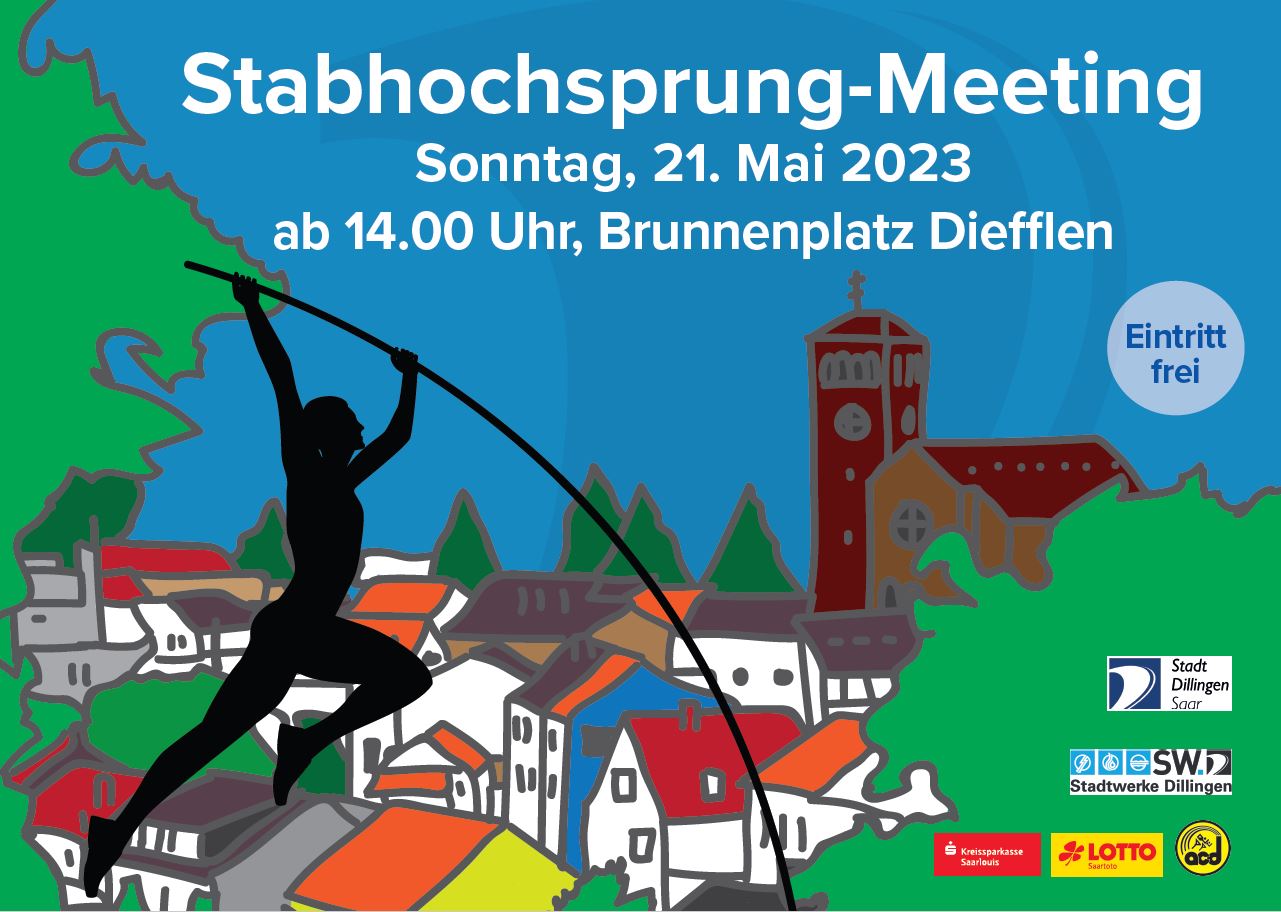 Stabhochsprung-Meeting
Sonntag, 21. Mai 2023
ab 14.00 Uhr, Brunnenplatz Diefflen
Eintritt
frei
Stadt
Dillingen
Saar
SW.D
Stadtwerke Dillingen
Kreissparkasse
Saarlouis
LOTTO
Saartoto
acd